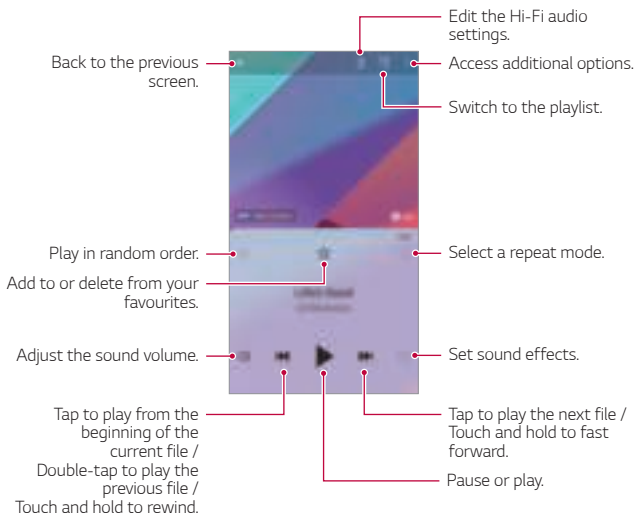 Edit the Hi-Fi audio
settings.
Back to the previous
screen.
Access additional options.
Switch to the playlist.
Play in random order.
Select a repeat mode.
Add to or delete from your
favourites.
Adjust the sound volume.
Set sound effects.
Tap to play from the
beginning of the
current file /
Double-tap to play the
previous file /
Touch and hold to rewind.
Tap to play the next file /
Touch and hold to fast
forward.
Pause or play.